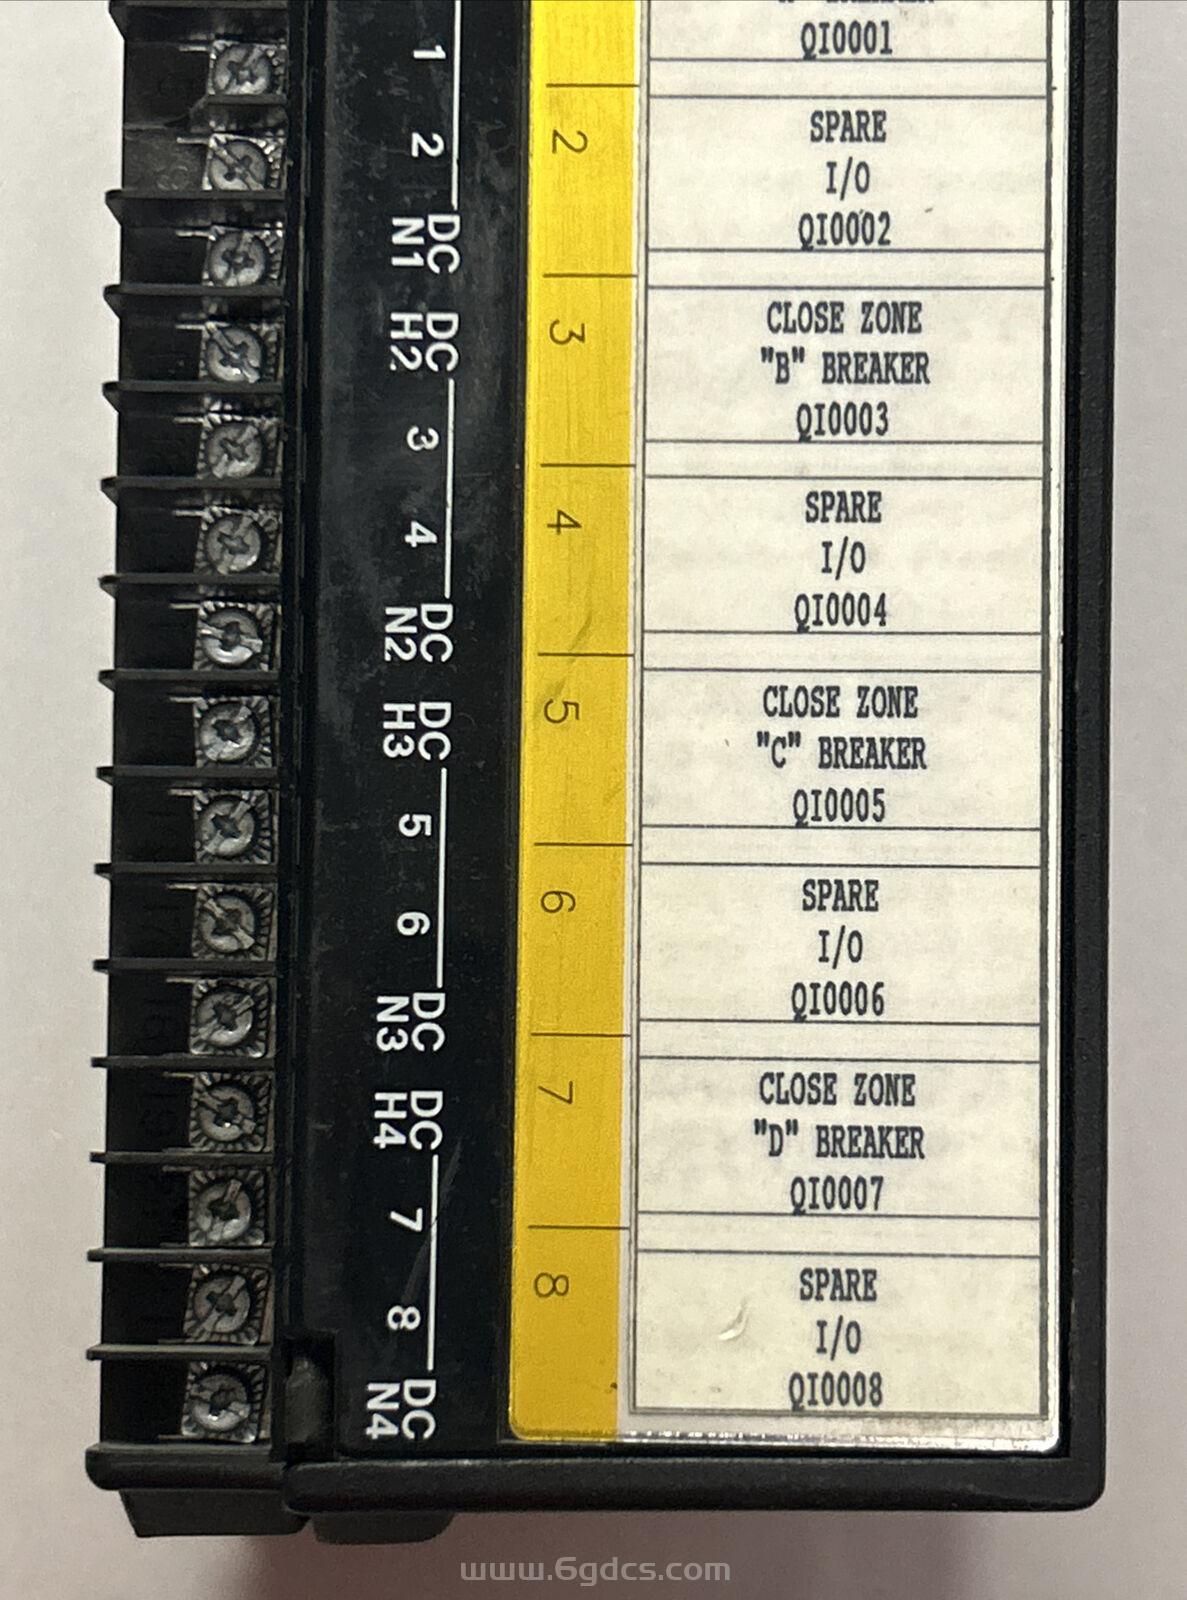 1
2
DC
N1
DC
H2
3
4
DC
N2
DC
H3
5
6
DC
N3
DC
H4
7
8
DC
N4
2
3
4
5
6
7
8
BREAKER
QI0001
SPARE
I/O
QI0002
CLOSE ZONE
"B" BREAKER
QI0003
SPARE
I/O
QI0004
CLOSE ZONE
"C" BREAKER
QI0005
SPARE
I/O
QI0006
CLOSE ZONE
"D" BREAKER
QI0007
SPARE
I/O
QI0008
www.6gdcs.com